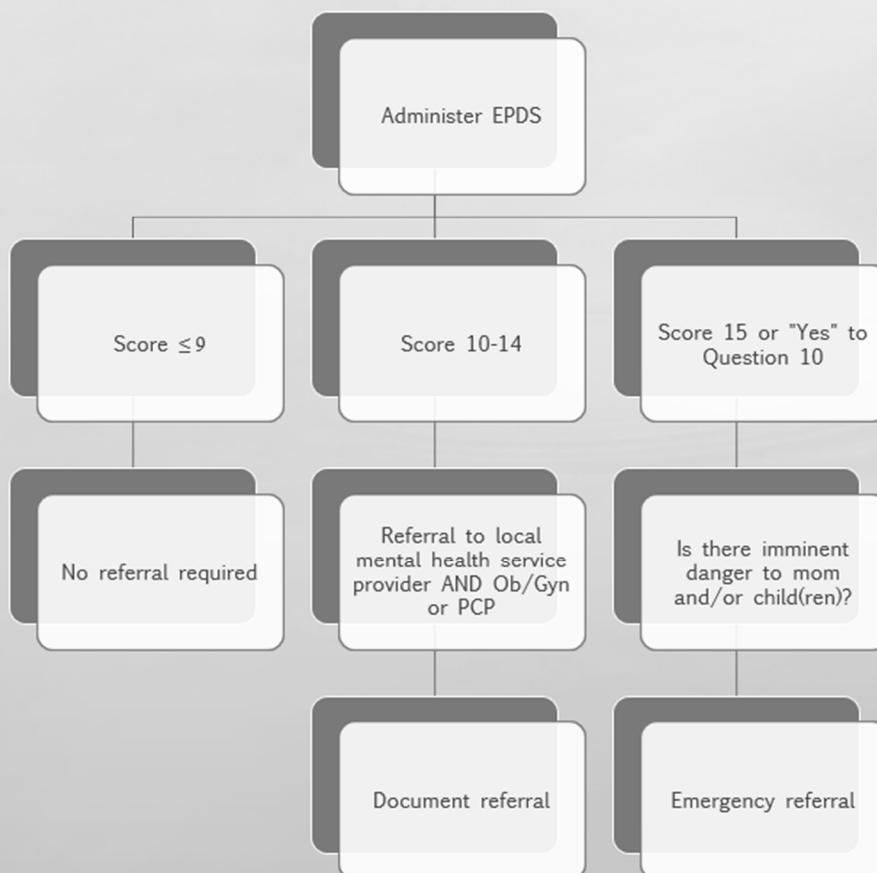 Administer EPDS
Score ≤9
Score 10-14
Score 15 or "Yes" to
Question 10
No referral required
Referral to local
mental health service
provider AND Ob/Gyn
or PCP
Is there imminent
danger to mom
and/or child(ren)?
Document referral
Emergency referral